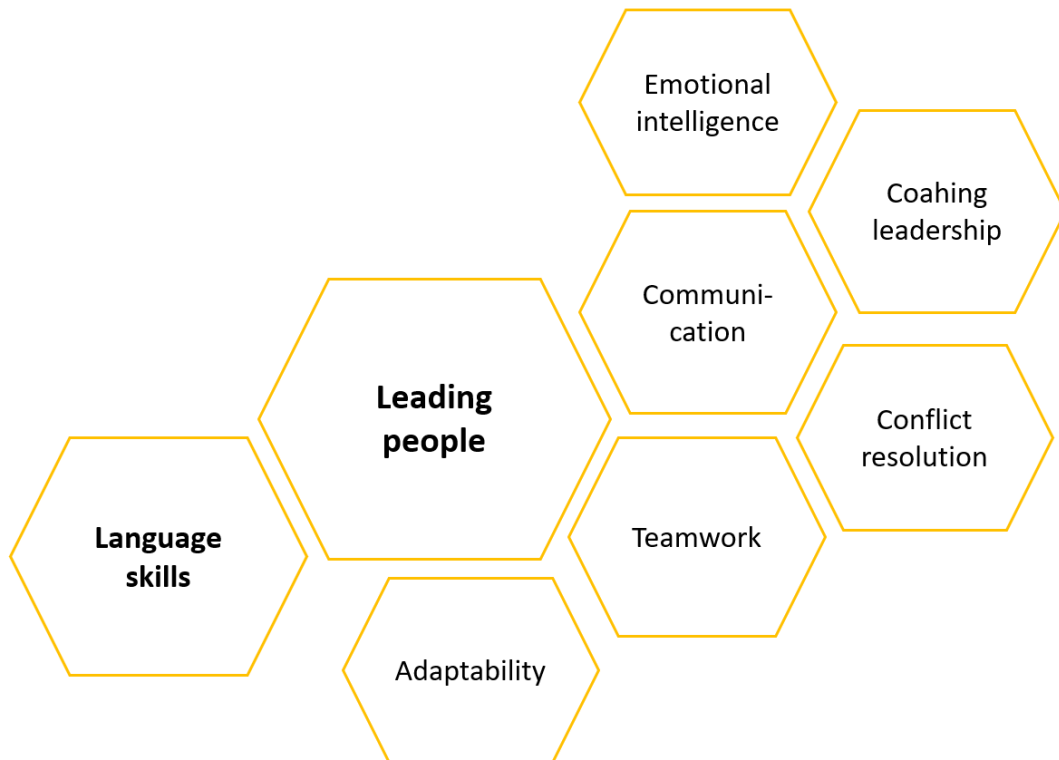 Emotional
intelligence
Coahing
leadership
Communi-
cation
Leading
people
Conflict
resolution
Language
skills
Teamwork
Adaptability